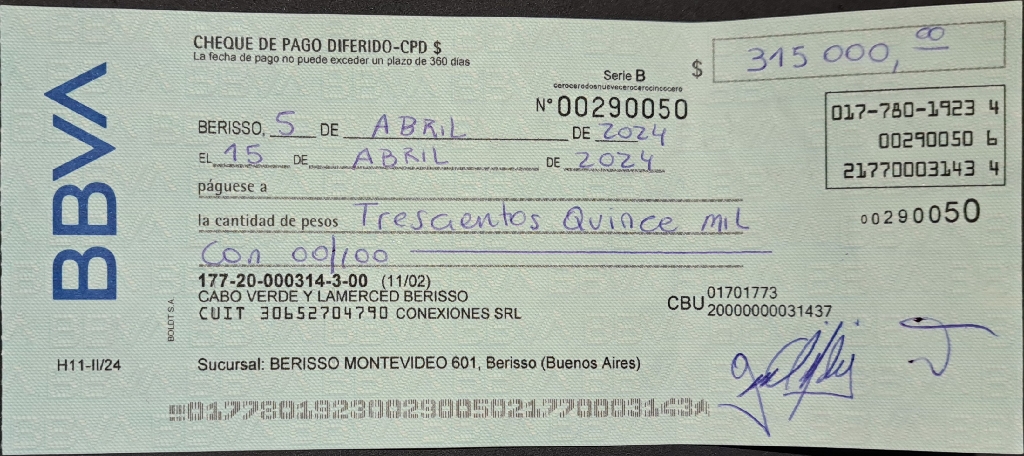 BBVA
CHEQUE DE PAGO DIFERIDO-CPD $
La fecha de pago no puede exceder un plazo de 360 días
$ 315 000, 00
Serie B
cerocerodosnuevecerocerocincocero
N° 00290050
017-780-1923 4
00290050 6
21770003143 4
00290050
BERISSO, 5 DE ABRIL DE 2024
EL 15 DE ABRIL DE 2024
páguese a
la cantidad de pesos Trescientos Quince mil
Con 00/100
177-20-000314-3-00 (11/02)
CABO VERDE Y LAMERCED BERISSO
CUIT 30652704790 CONEXIONES SRL
CBU 01701773
20000000031437
BOLDT S.A.
H11-II/24
Sucursal: BERISSO MONTEVIDEO 601, Berisso (Buenos Aires)
01778019230029005021770003143